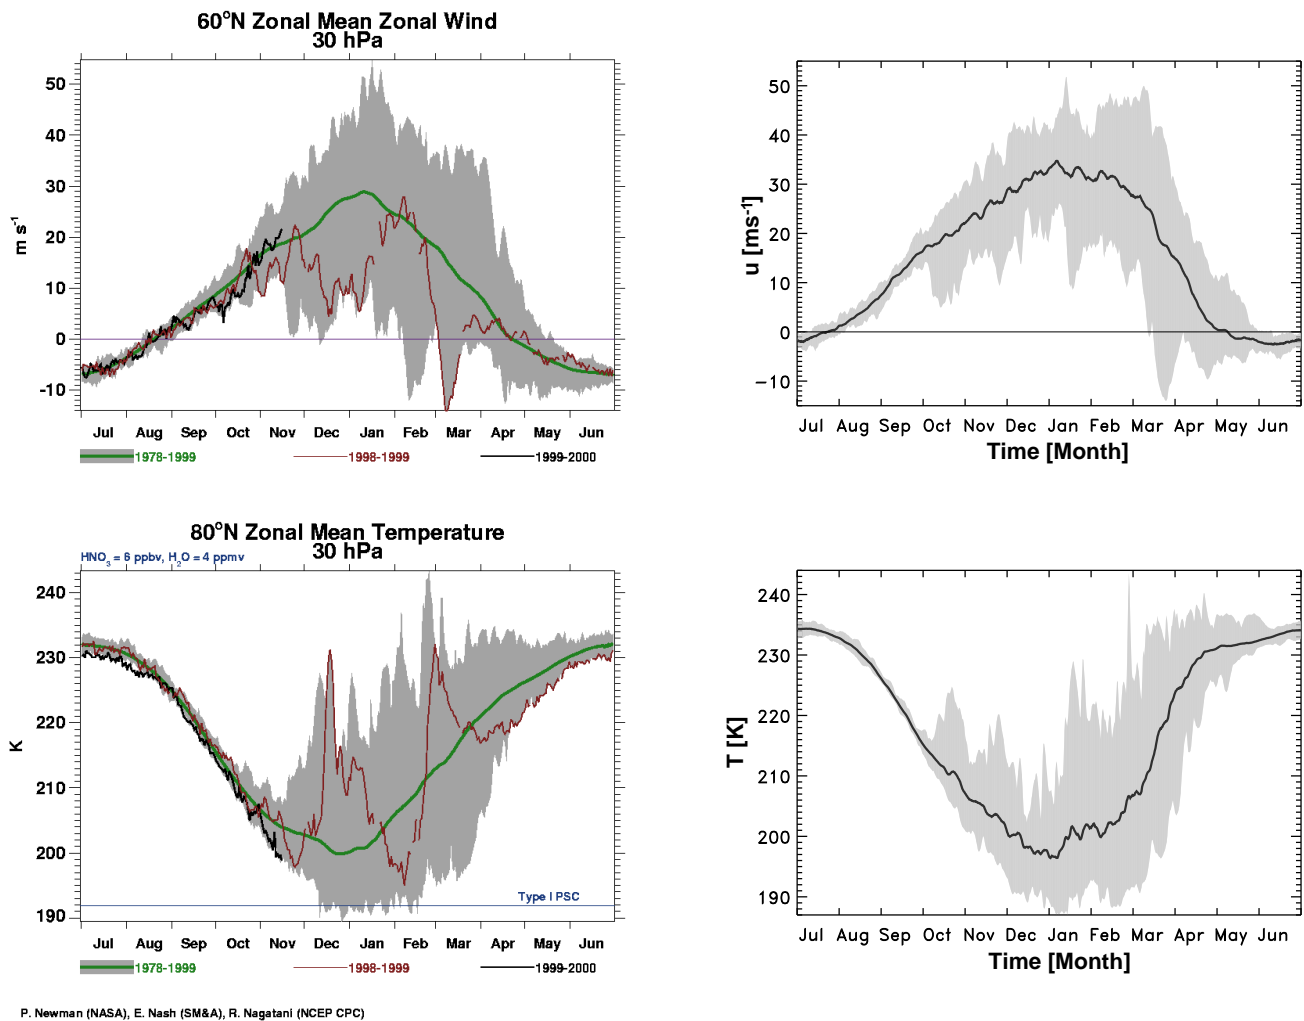 60°N Zonal Mean Zonal Wind
30 hPa
50
40
30
20
10
0
-10
m s⁻¹
Jul Aug Sep Oct Nov Dec Jan Feb Mar Apr May Jun
1978-1999 1998-1999 1999-2000
50
40
30
20
10
0
−10
u [ms⁻¹]
Jul Aug Sep Oct Nov Dec Jan Feb Mar Apr May Jun
Time [Month]
80°N Zonal Mean Temperature
30 hPa
HNO₃ = 6 ppbv, H₂O = 4 ppmv
240
230
220
210
200
190
K
Type I PSC
Jul Aug Sep Oct Nov Dec Jan Feb Mar Apr May Jun
1978-1999 1998-1999 1999-2000
240
230
220
210
200
190
T [K]
Jul Aug Sep Oct Nov Dec Jan Feb Mar Apr May Jun
Time [Month]
P. Newman (NASA), E. Nash (SM&A), R. Nagatani (NCEP CPC)